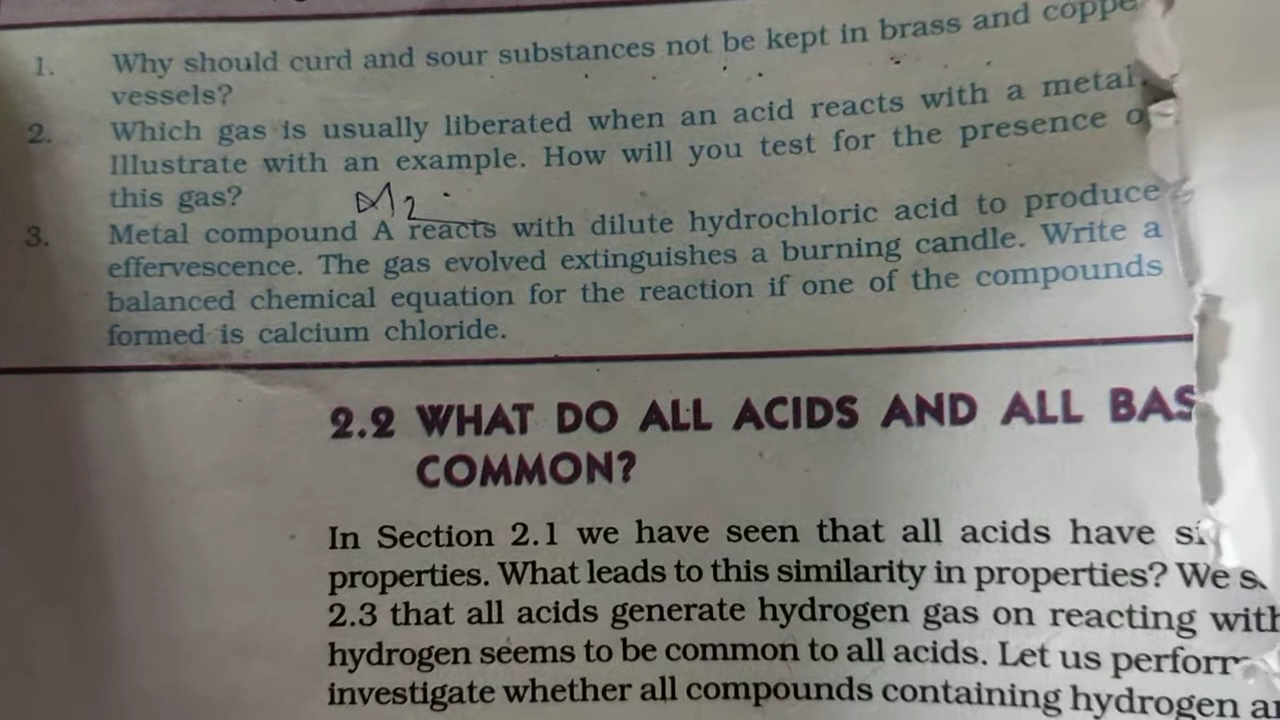 1. Why should curd and sour substances not be kept in brass and coppe
vessels?
2. Which gas is usually liberated when an acid reacts with a metal.
Illustrate with an example. How will you test for the presence o
this gas?
3. Metal compound A reacts with dilute hydrochloric acid to produce
effervescence. The gas evolved extinguishes a burning candle. Write a
balanced chemical equation for the reaction if one of the compounds
formed is calcium chloride.
2.2 WHAT DO ALL ACIDS AND ALL BAS
COMMON?
In Section 2.1 we have seen that all acids have si
properties. What leads to this similarity in properties? We s
2.3 that all acids generate hydrogen gas on reacting with
hydrogen seems to be common to all acids. Let us perform
investigate whether all compounds containing hydrogen ar